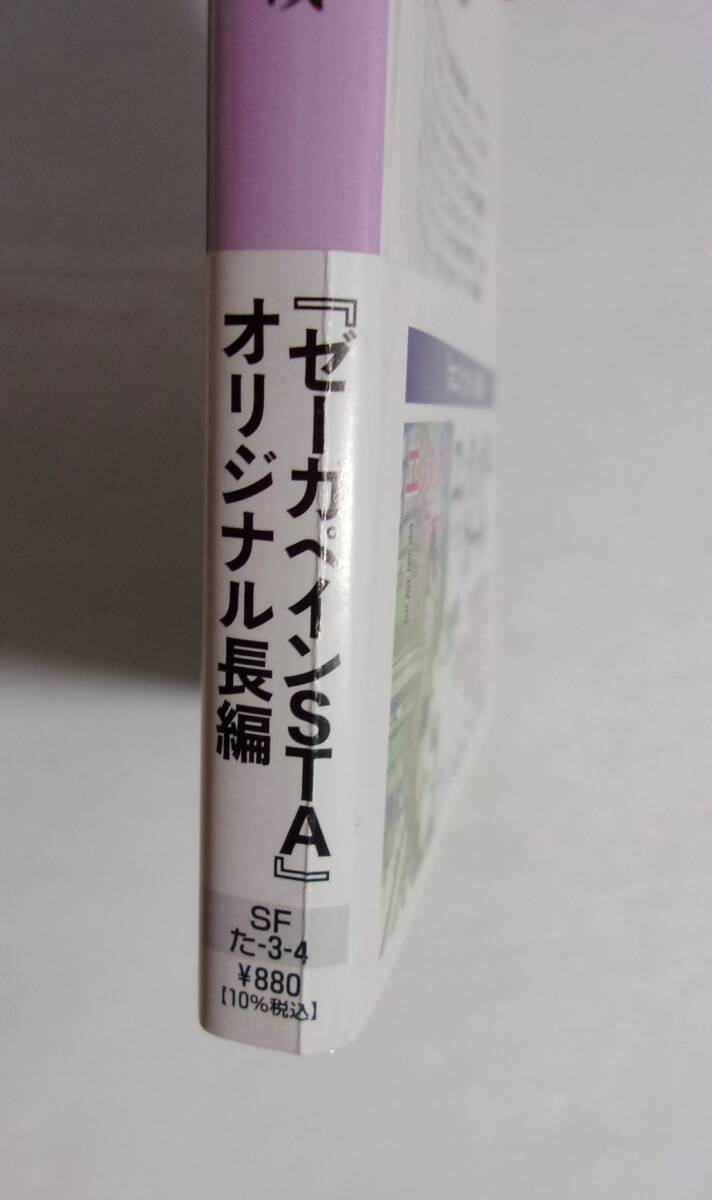 『ゼーガペインSTA』
オリジナル長編
SF
た-3-4
¥880
【10%税込】